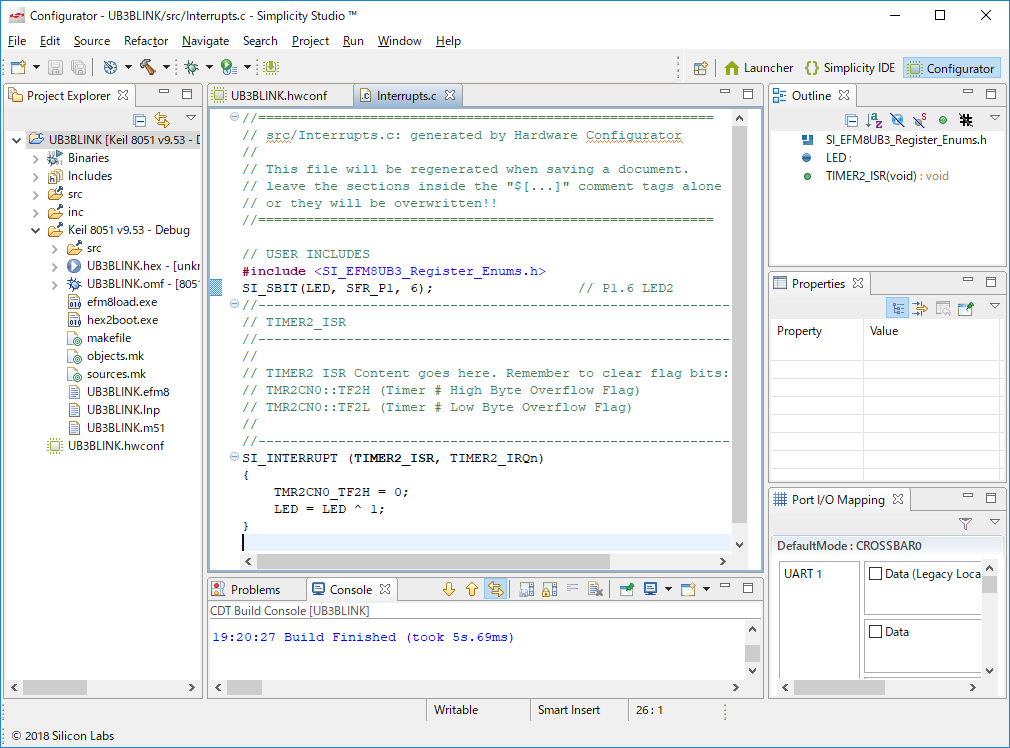 Configurator - UB3BLINK/src/Interrupts.c - Simplicity Studio ™
File Edit Source Refactor Navigate Search Project Run Window Help
Launcher Simplicity IDE Configurator
Project Explorer
UB3BLINK [Keil 8051 v9.53 - D
Binaries
Includes
src
inc
Keil 8051 v9.53 - Debug
src
UB3BLINK.hex - [unkn
UB3BLINK.omf - [8051
efm8load.exe
hex2boot.exe
makefile
objects.mk
sources.mk
UB3BLINK.efm8
UB3BLINK.lnp
UB3BLINK.m51
UB3BLINK.hwconf
UB3BLINK.hwconf Interrupts.c
//=========================================================
// src/Interrupts.c: generated by Hardware Configurator
//
// This file will be regenerated when saving a document.
// leave the sections inside the "$[...]" comment tags alone
// or they will be overwritten!!
//=========================================================
// USER INCLUDES
#include <SI_EFM8UB3_Register_Enums.h>
SI_SBIT(LED, SFR_P1, 6); // P1.6 LED2
//-----------------------------------------------------------
// TIMER2_ISR
//-----------------------------------------------------------
//
// TIMER2 ISR Content goes here. Remember to clear flag bits:
// TMR2CN0::TF2H (Timer # High Byte Overflow Flag)
// TMR2CN0::TF2L (Timer # Low Byte Overflow Flag)
//
//-----------------------------------------------------------
SI_INTERRUPT (TIMER2_ISR, TIMER2_IRQn)
{
TMR2CN0_TF2H = 0;
LED = LED ^ 1;
}
Problems Console
CDT Build Console [UB3BLINK]
19:20:27 Build Finished (took 5s.69ms)
Outline
SI_EFM8UB3_Register_Enums.h
LED :
TIMER2_ISR(void) : void
Properties
Property Value
Port I/O Mapping
DefaultMode : CROSSBAR0
UART 1
Data (Legacy Loca
Data
Writable Smart Insert 26 : 1
© 2018 Silicon Labs